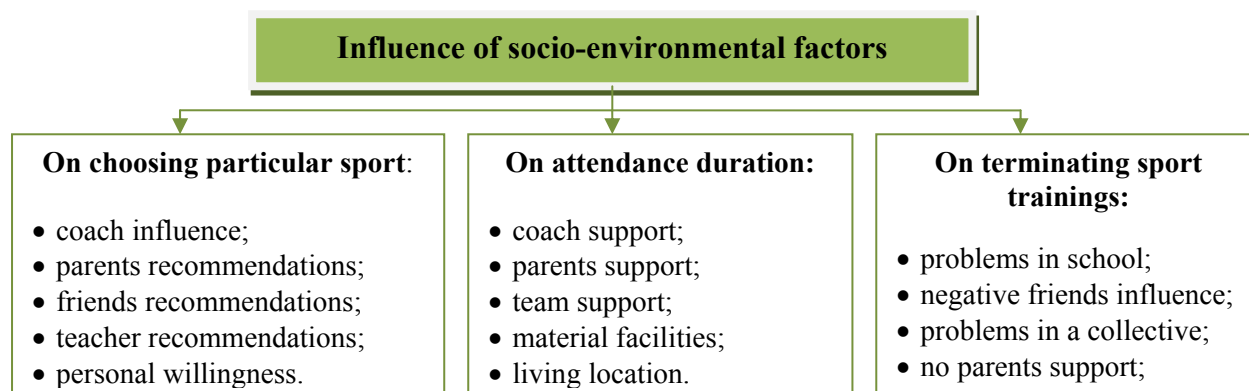 Influence of socio-environmental factors
On choosing particular sport:
• coach influence;
• parents recommendations;
• friends recommendations;
• teacher recommendations;
• personal willingness.
On attendance duration:
• coach support;
• parents support;
• team support;
• material facilities;
• living location.
On terminating sport
trainings:
• problems in school;
• negative friends influence;
• problems in a collective;
• no parents support;